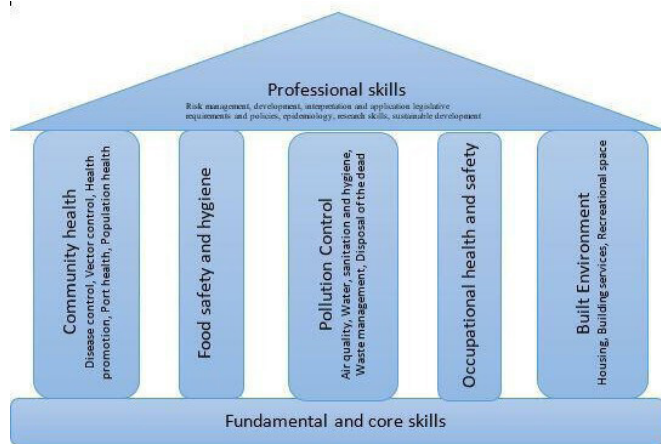 Professional skills
Risk management, development, interpretation and application legislative
requirements and policies, epidemiology, research skills, sustainable development
Community health
Disease control, Vector control, Health
promotion, Port health, Population health
Food safety and hygiene
Pollution Control
Air quality, Water, sanitation and hygiene,
Waste management, Disposal of the dead
Occupational health and safety
Built Environment
Housing, Building services, Recreational space
Fundamental and core skills